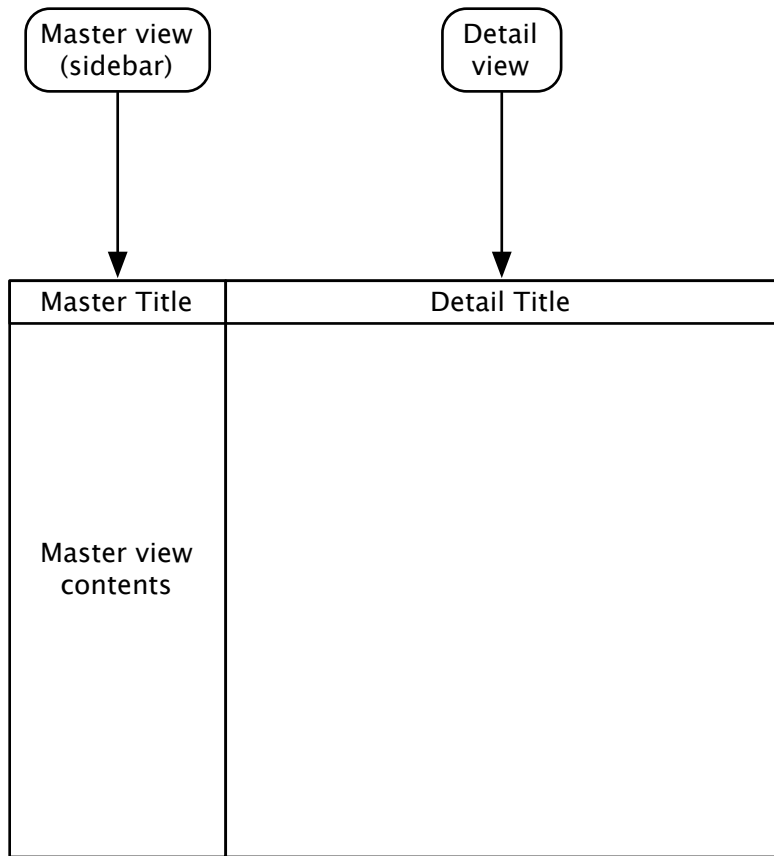 Master view
(sidebar)
Detail
view
Master Title
Detail Title
Master view
contents